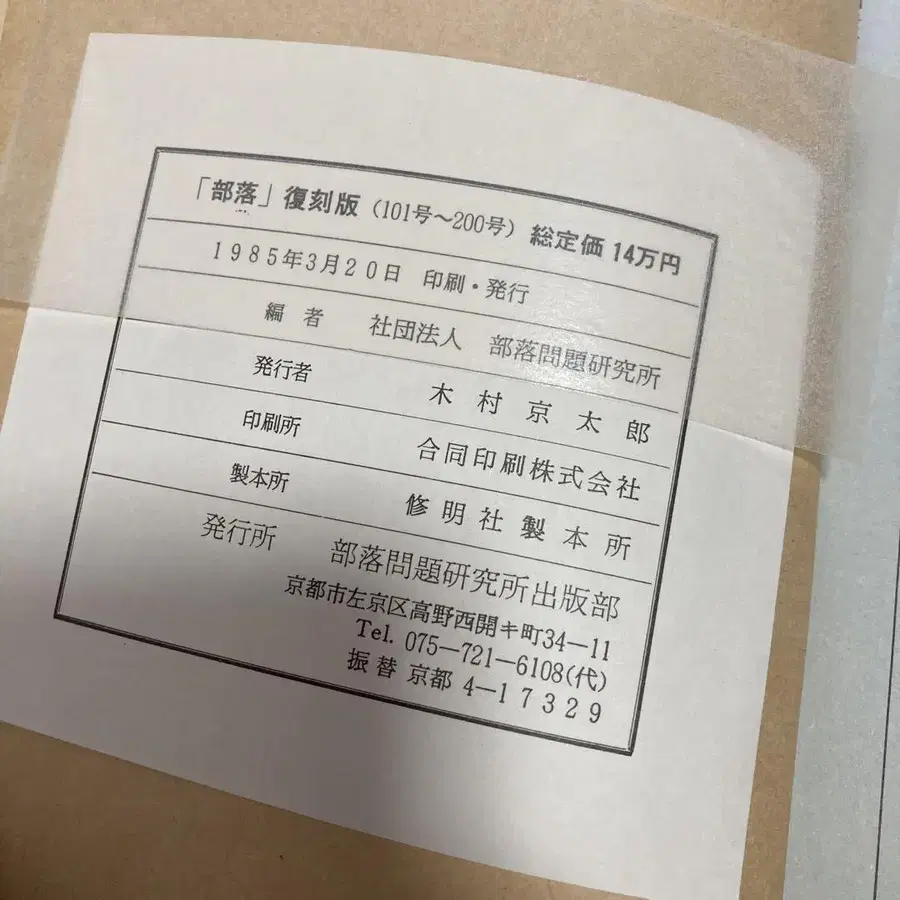 「部落」復刻版（101号～200号）総定価14万円
1985年3月20日 印刷・発行
編者 社団法人 部落問題研究所
発行者 木村京太郎
印刷所 合同印刷株式会社
製本所 修明社製本所
発行所 部落問題研究所出版部
京都市左京区高野西開キ町34―11
Tel. 075―721―6108(代)
振替 京都 4―17329